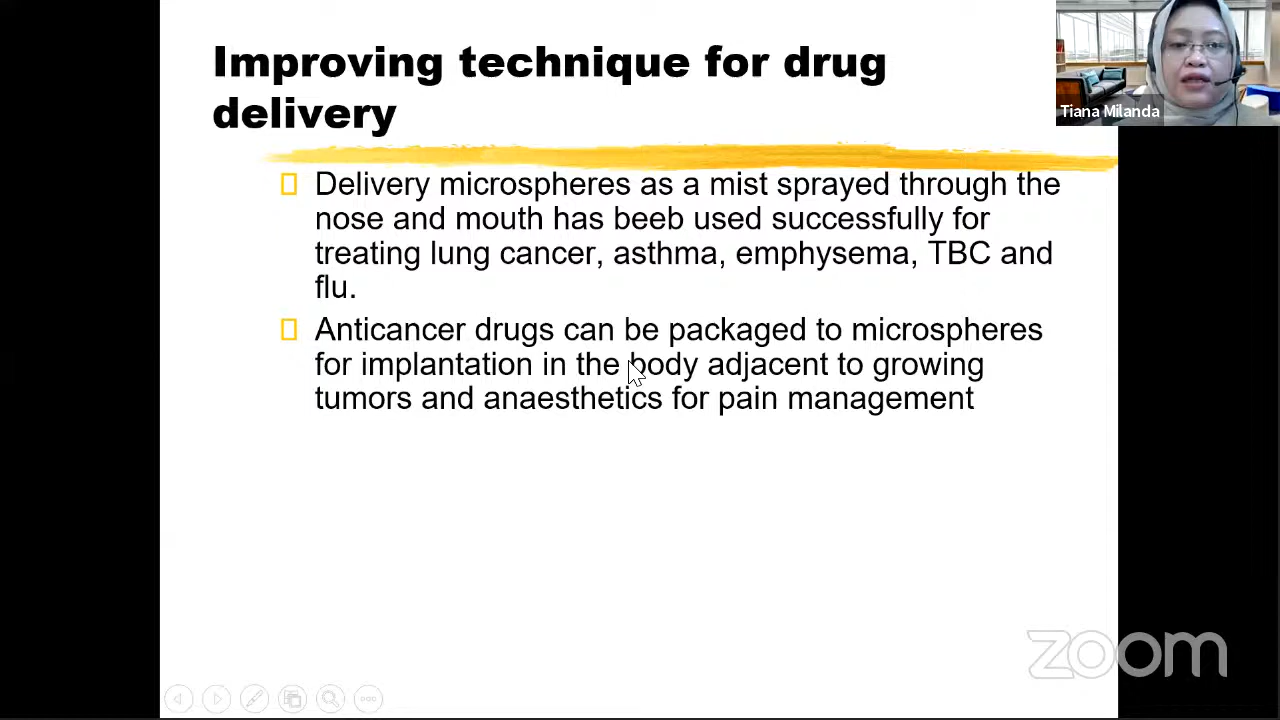 Improving technique for drug
delivery
Tiana Milanda
Delivery microspheres as a mist sprayed through the
nose and mouth has beeb used successfully for
treating lung cancer, asthma, emphysema, TBC and
flu.
Anticancer drugs can be packaged to microspheres
for implantation in the body adjacent to growing
tumors and anaesthetics for pain management
zoom